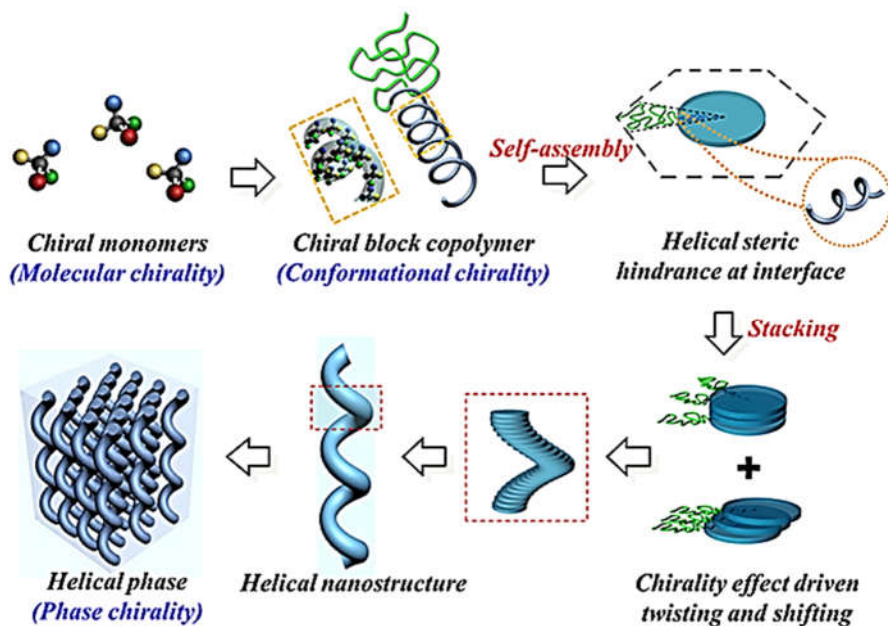 Self-assembly
Chiral monomers
(Molecular chirality)
Chiral block copolymer
(Conformational chirality)
Helical steric
hindrance at interface
Stacking
+
Chirality effect driven
twisting and shifting
Helical nanostructure
Helical phase
(Phase chirality)